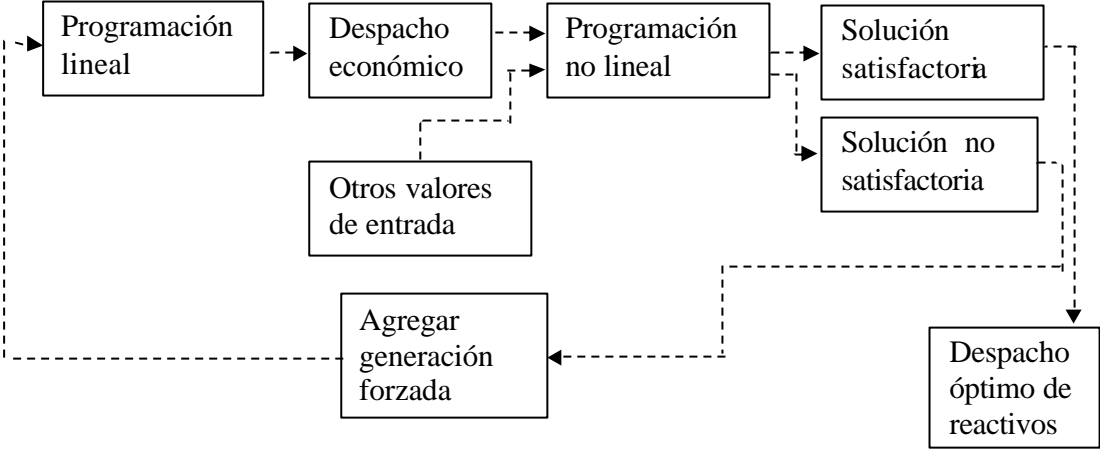 Programación
lineal
Despacho
económico
Programación
no lineal
Solución
satisfactoria
Solución no
satisfactoria
Otros valores
de entrada
Agregar
generación
forzada
Despacho
óptimo de
reactivos